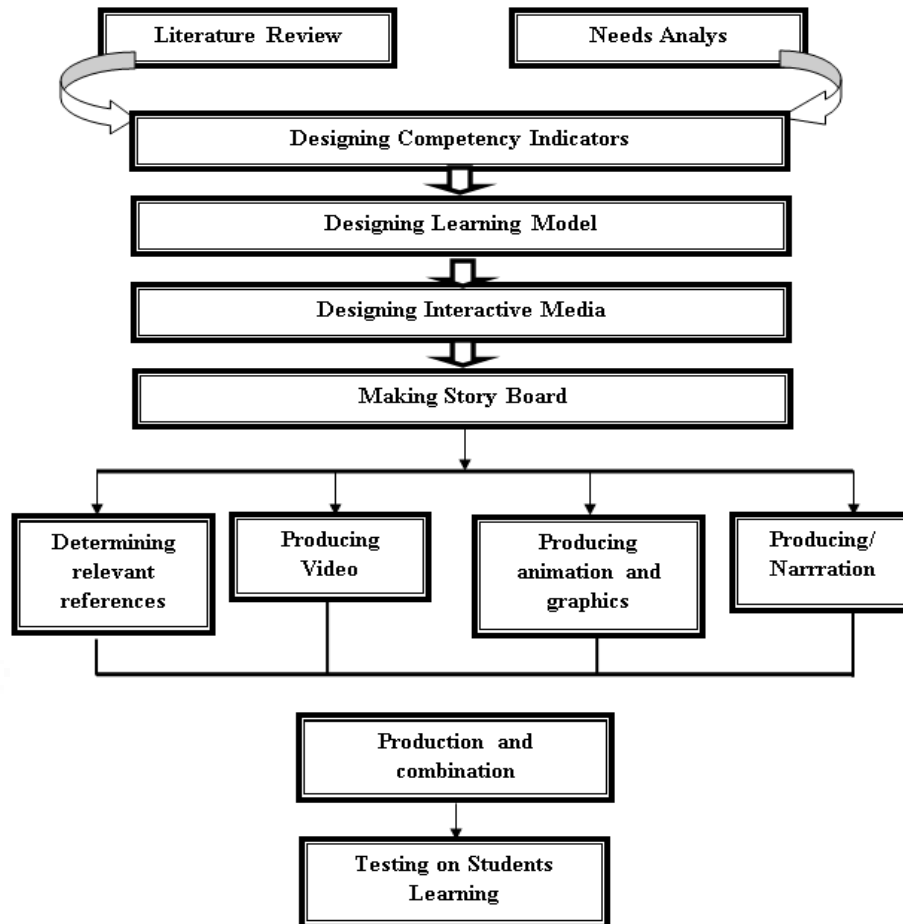 Literature Review
Needs Analys
Designing Competency Indicators
Designing Learning Model
Designing Interactive Media
Making Story Board
Determining
relevant
references
Producing
Video
Producing
animation and
graphics
Producing/
Narrration
Production and
combination
Testing on Students
Learning